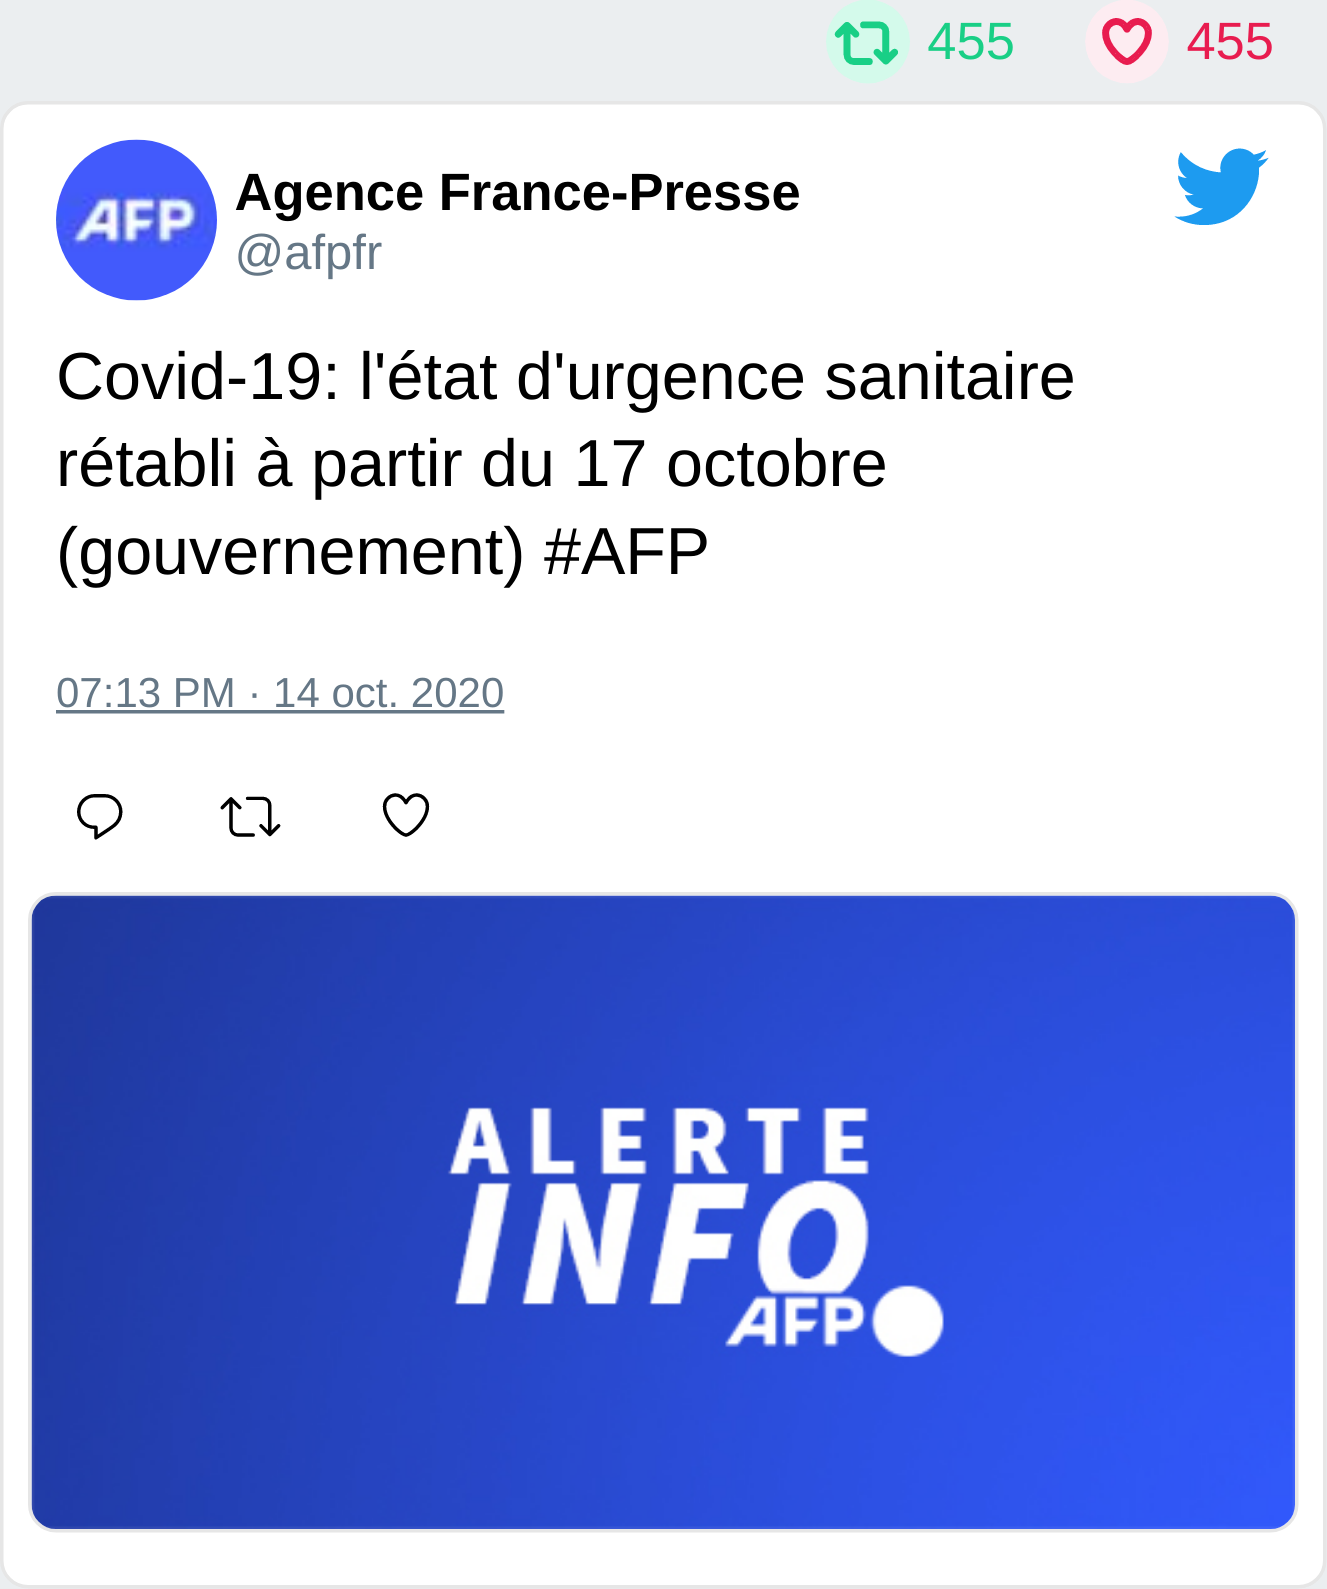 455 455
AFP Agence France-Presse
@afpfr
Covid-19: l'état d'urgence sanitaire
rétabli à partir du 17 octobre
(gouvernement) #AFP
07:13 PM · 14 oct. 2020
ALERTE
INFO
AFP